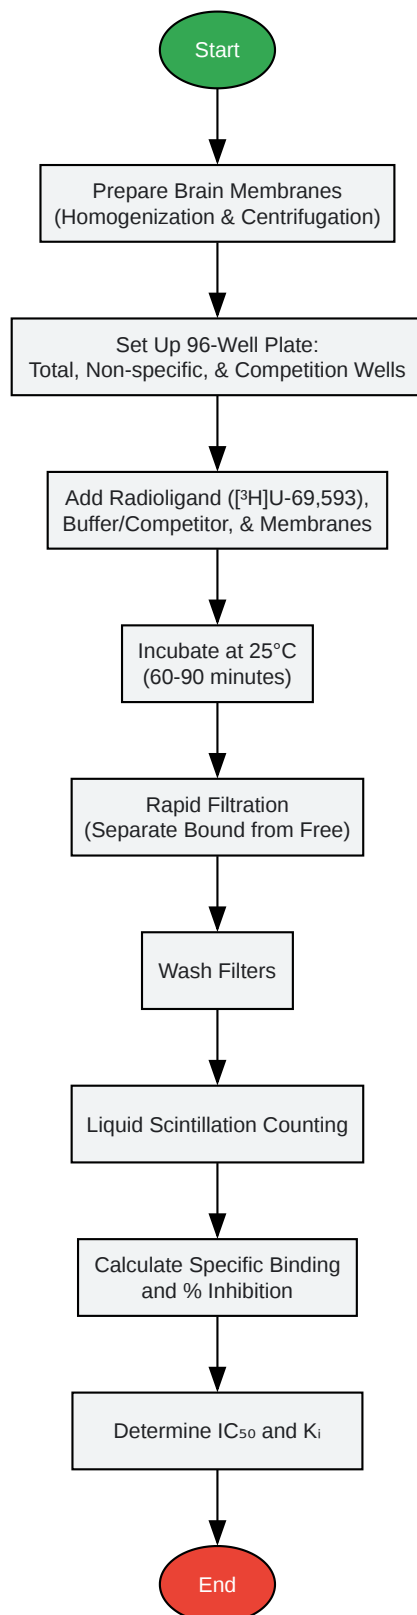 Start
Prepare Brain Membranes
(Homogenization & Centrifugation)
Set Up 96-Well Plate:
Total, Non-specific, & Competition Wells
Add Radioligand ([³H]U-69,593),
Buffer/Competitor, & Membranes
Incubate at 25°C
(60-90 minutes)
Rapid Filtration
(Separate Bound from Free)
Wash Filters
Liquid Scintillation Counting
Calculate Specific Binding
and % Inhibition
Determine IC₅₀ and Kᵢ
End